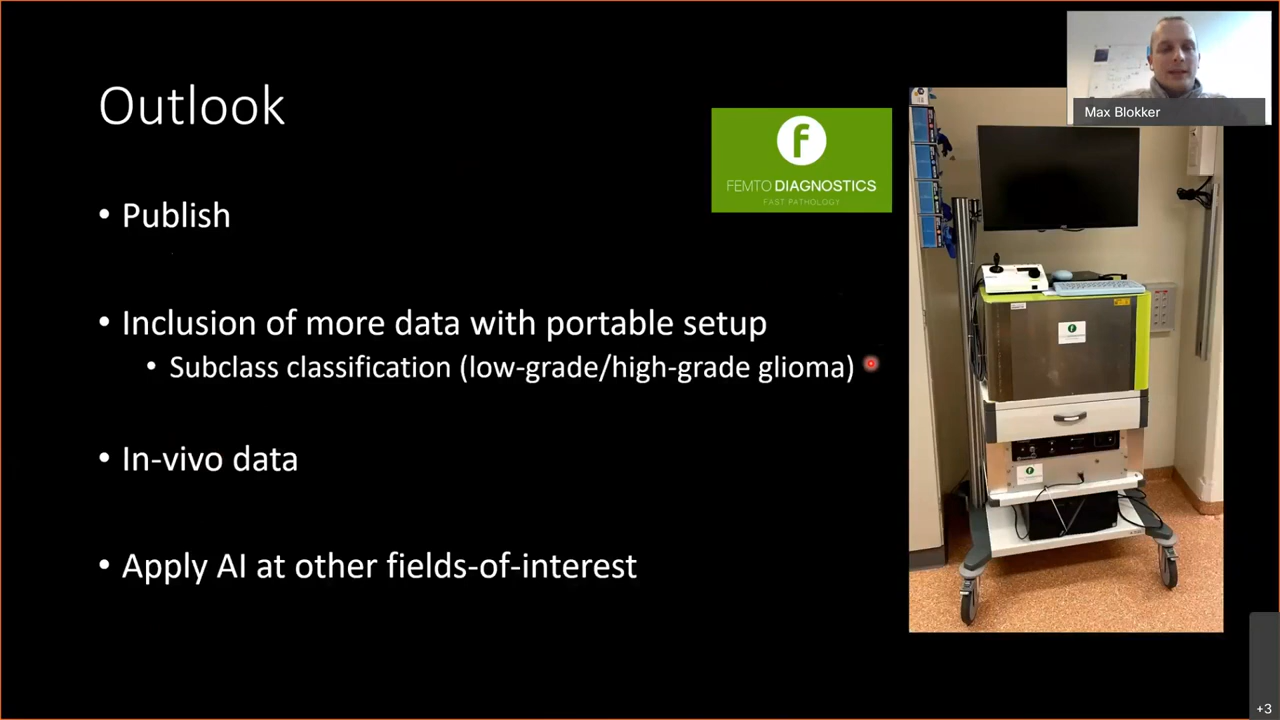 Outlook
Max Blokker
f
FEMTO DIAGNOSTICS
FAST PATHOLOGY
• Publish
• Inclusion of more data with portable setup
• Subclass classification (low-grade/high-grade glioma)
• In-vivo data
• Apply AI at other fields-of-interest
+3